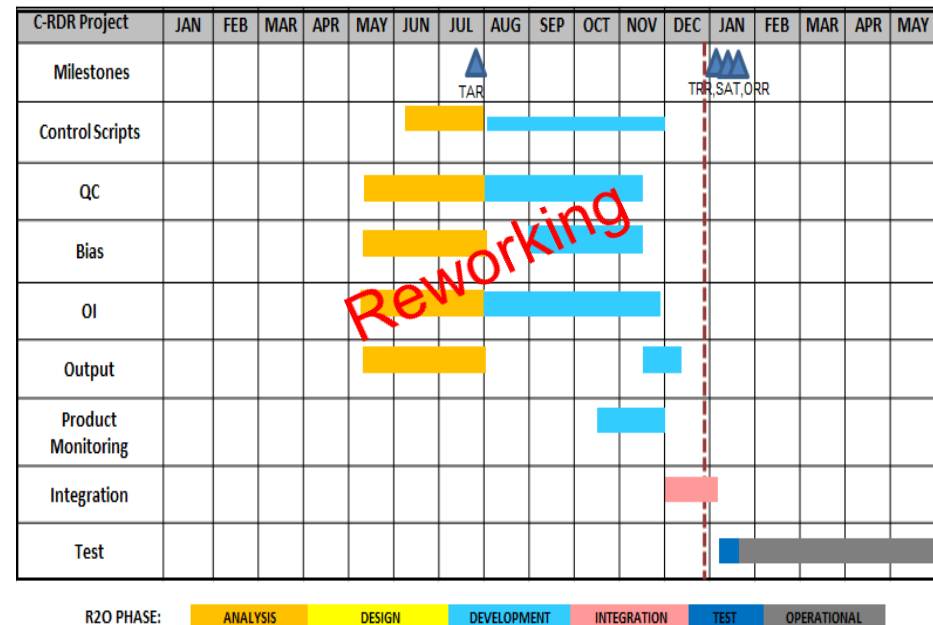 C-RDR Project JAN FEB MAR APR MAY JUN JUL AUG SEP OCT NOV DEC JAN FEB MAR APR MAY
Milestones
TAR
TRR,SAT,ORR
Control Scripts
QC
Bias
Reworking
OI
Output
Product
Monitoring
Integration
Test
R2O PHASE: ANALYSIS DESIGN DEVELOPMENT INTEGRATION TEST OPERATIONAL